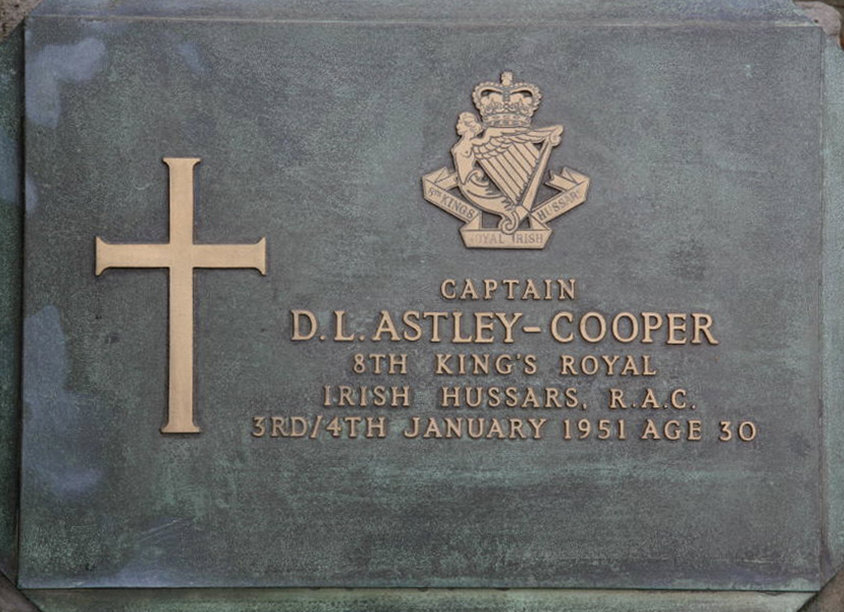 8TH KINGS
ROYAL IRISH
HUSSARS
CAPTAIN
D. L. ASTLEY-COOPER
8TH KING'S ROYAL
IRISH HUSSARS, R.A.C.
3RD/4TH JANUARY 1951 AGE 30